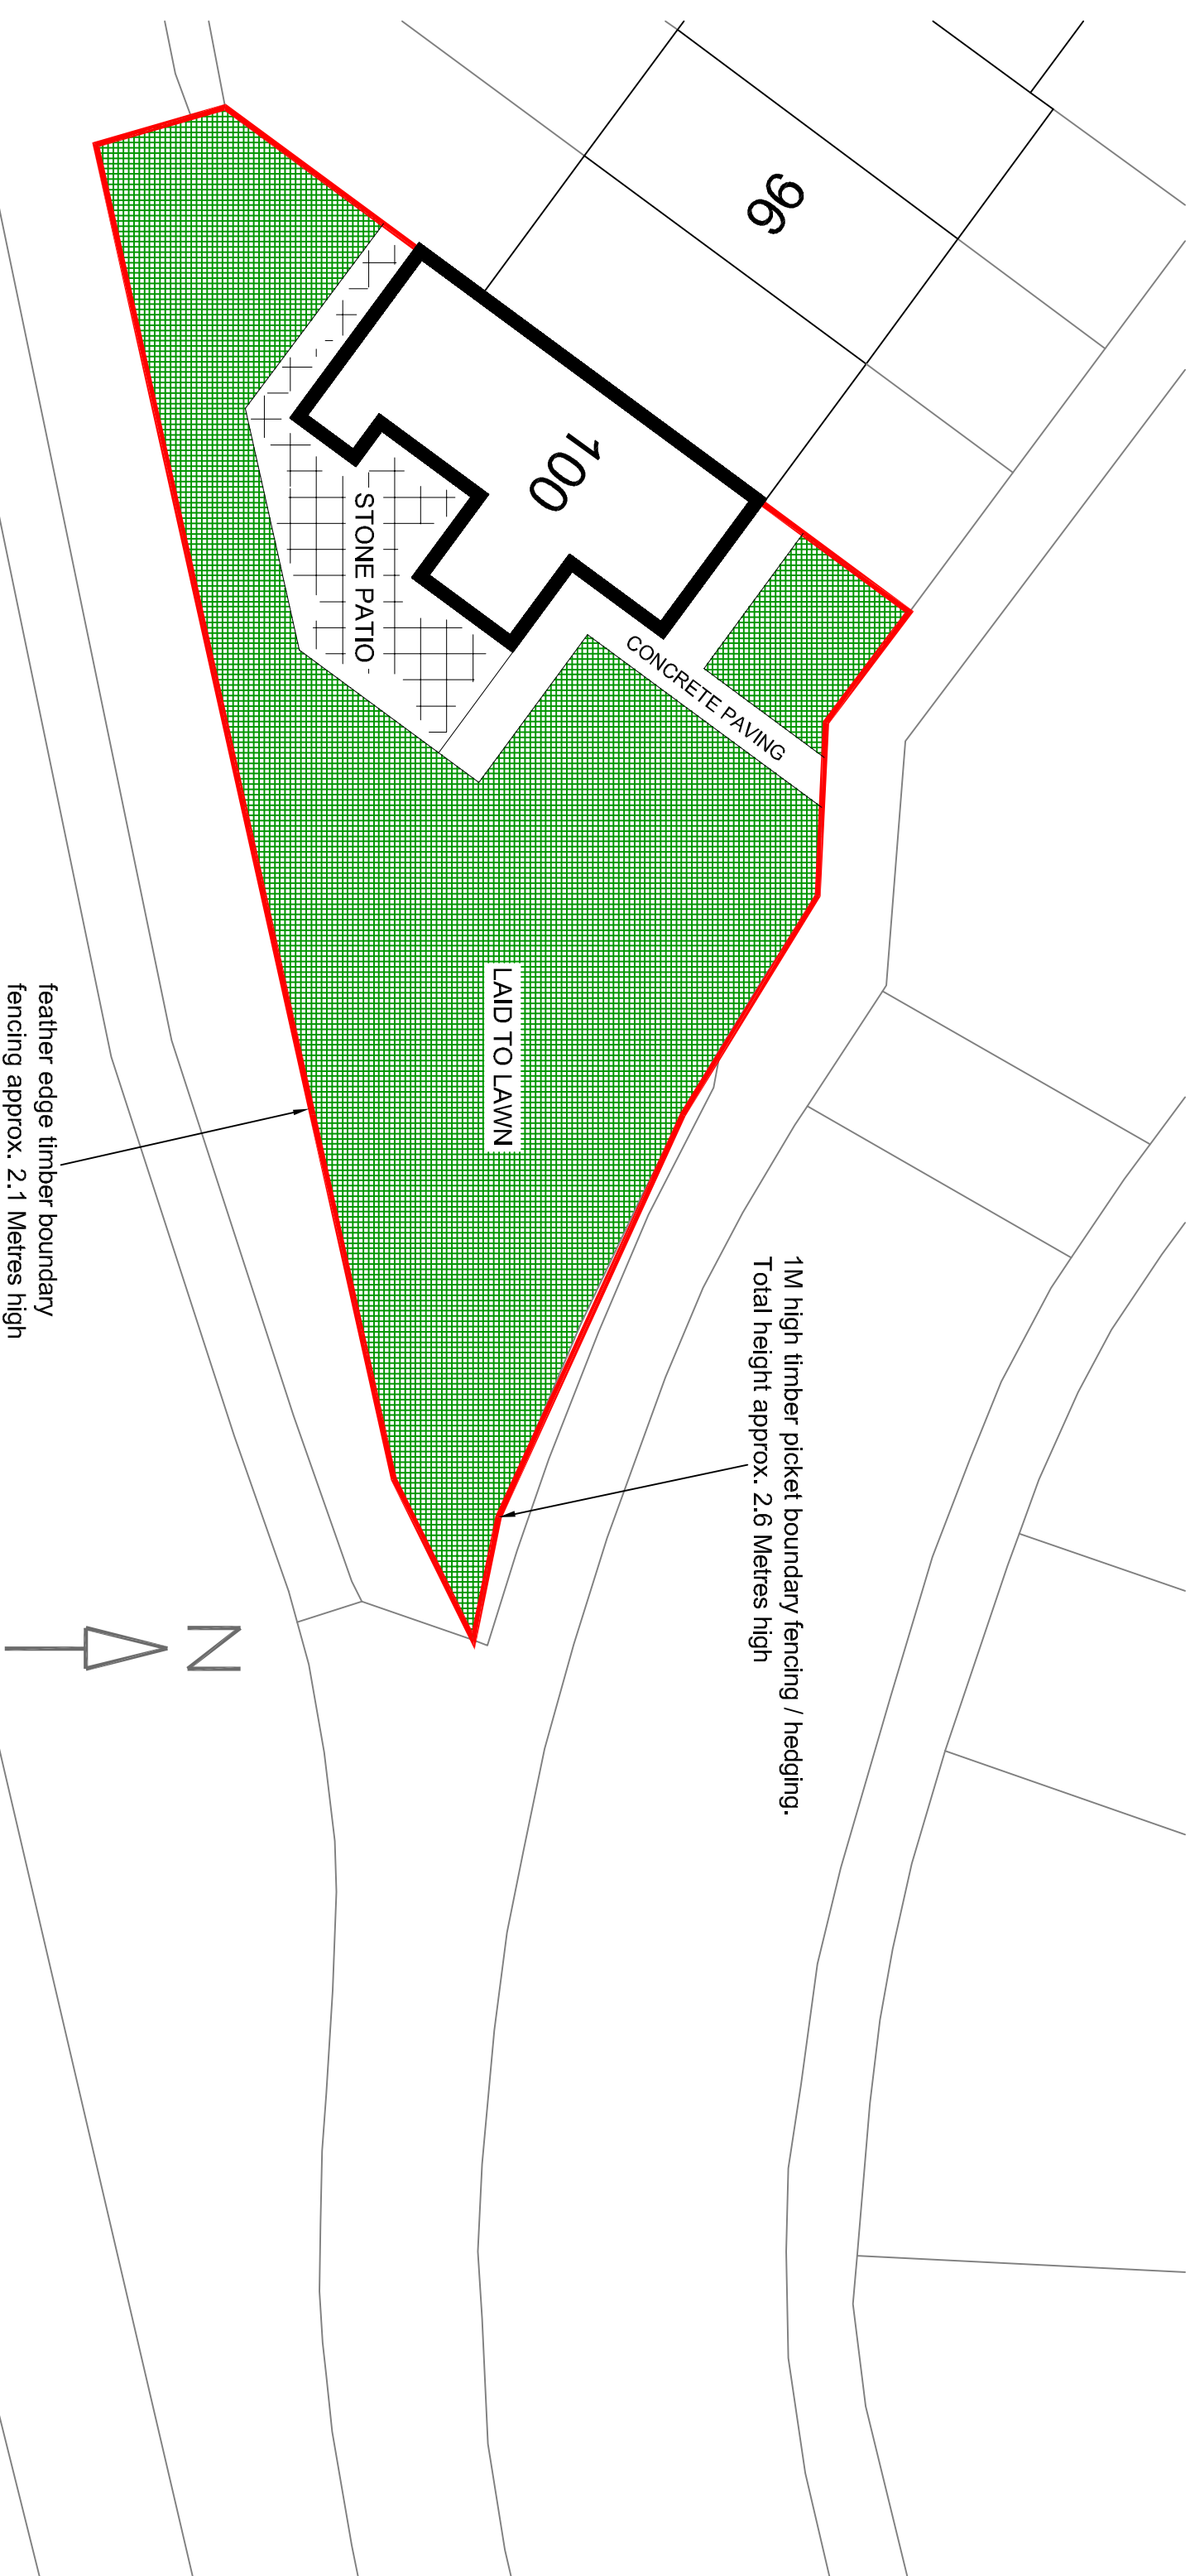 96
100
STONE PATIO
CONCRETE PAVING
LAID TO LAWN
1M high timber picket boundary fencing / hedging.
Total height approx. 2.6 Metres high
feather edge timber boundary
fencing approx. 2.1 Metres high
N